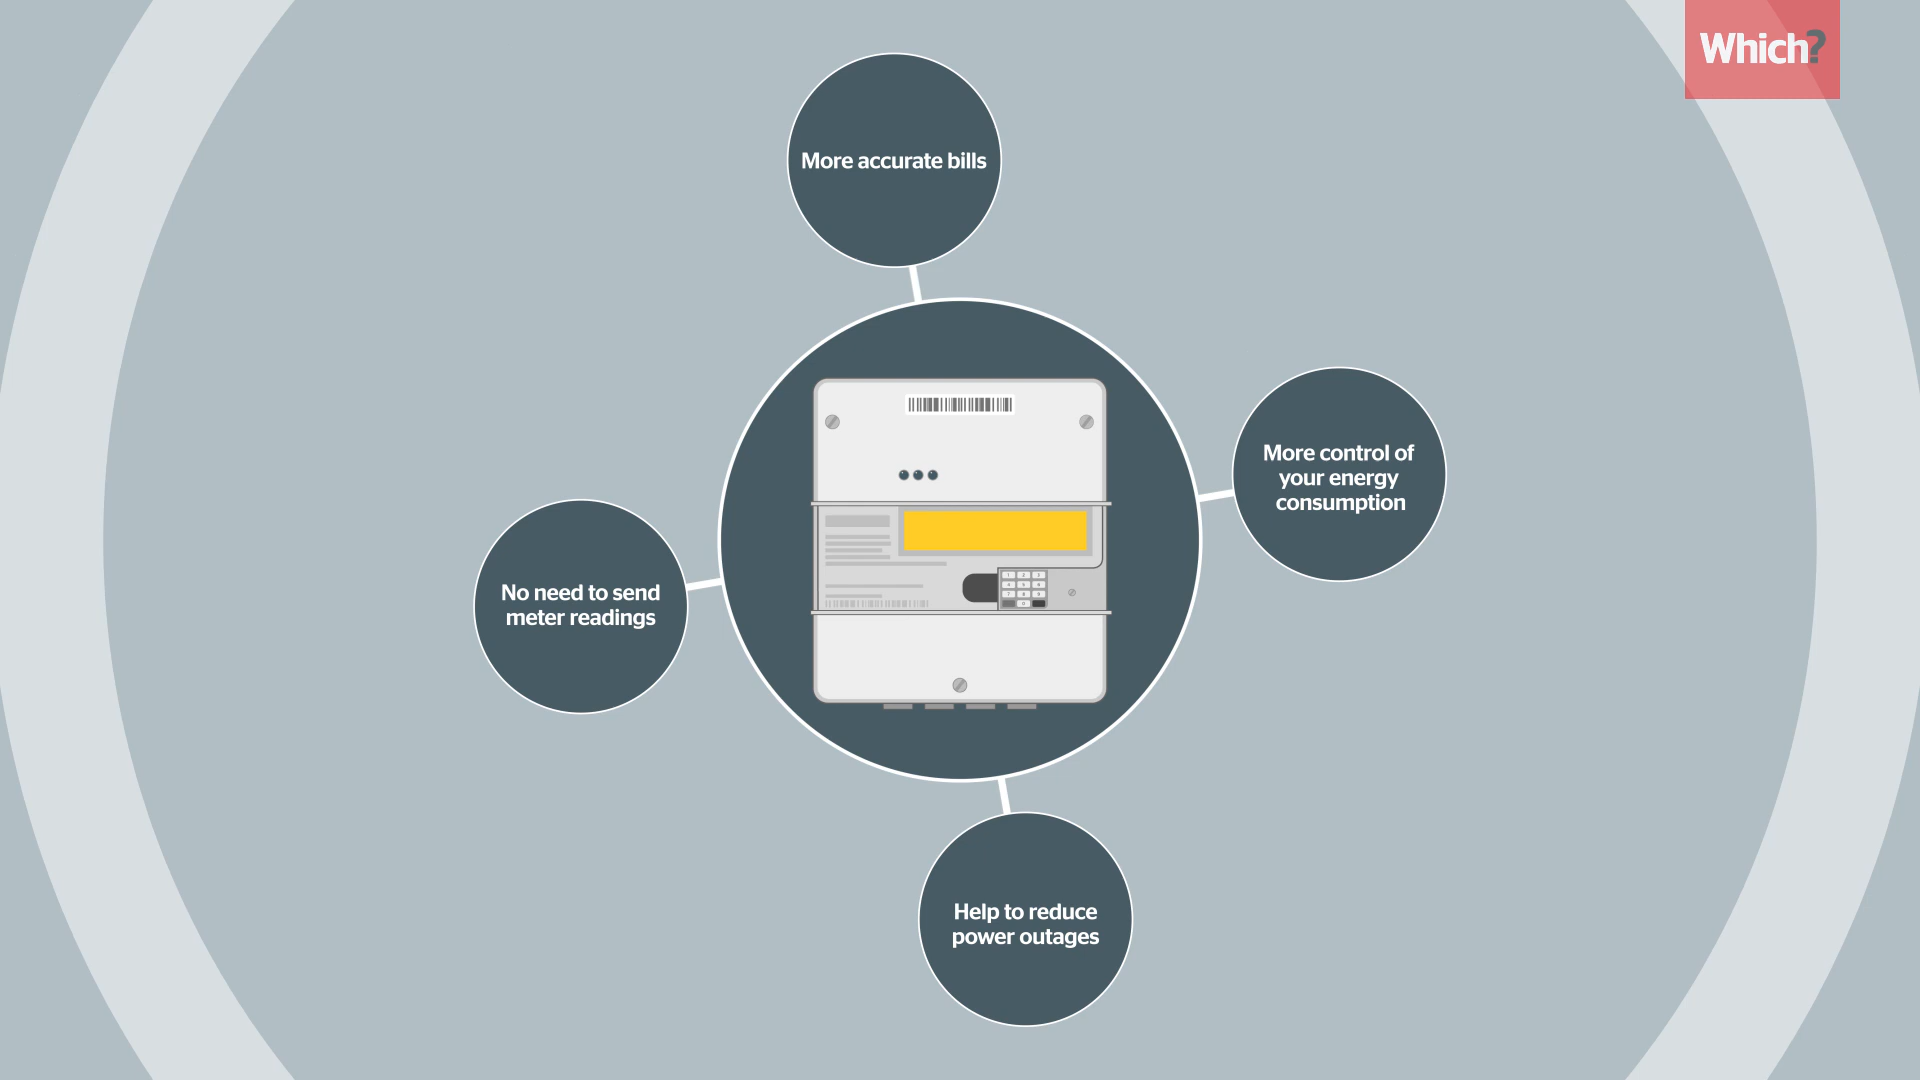 Which?
More accurate bills
More control of
your energy
consumption
No need to send
meter readings
Help to reduce
power outages